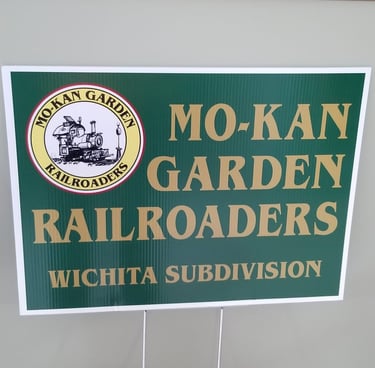 MO-KAN GARDEN
RAILROADERS
MO-KAN
GARDEN
RAILROADERS
WICHITA SUBDIVISION